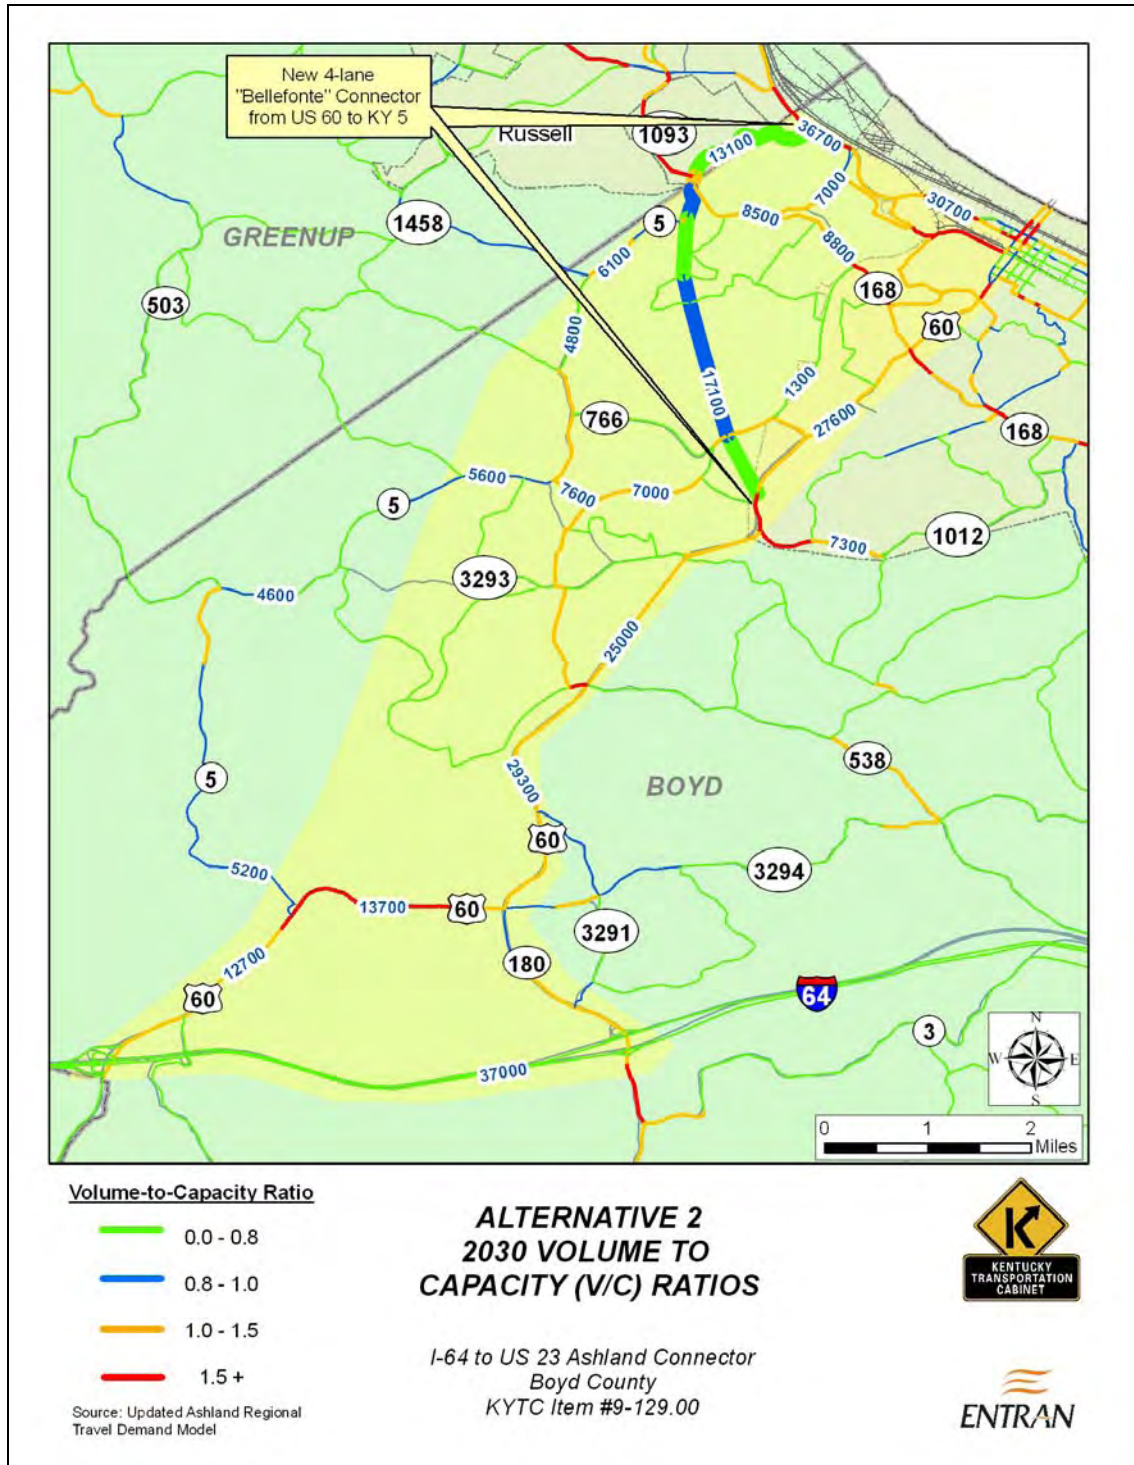 New 4-lane
"Bellefonte" Connector
from US 60 to KY 5
Russell
1093
13100
36700
7000
30700
8500
8800
5
6100
1458
GREENUP
503
168
60
4800
17100
1300
27600
766
168
5600
5
7600
7000
1012
7300
3293
4600
25000
5
29300
538
BOYD
60
3294
5200
13700
60
3291
12700
180
60
64
3
37000
N
W
E
S
0
1
2
Miles
Volume-to-Capacity Ratio
0.0 - 0.8
0.8 - 1.0
1.0 - 1.5
1.5 +
Source: Updated Ashland Regional
Travel Demand Model
ALTERNATIVE 2
2030 VOLUME TO
CAPACITY (V/C) RATIOS
I-64 to US 23 Ashland Connector
Boyd County
KYTC Item #9-129.00
KENTUCKY
TRANSPORTATION
CABINET
ENTRAN